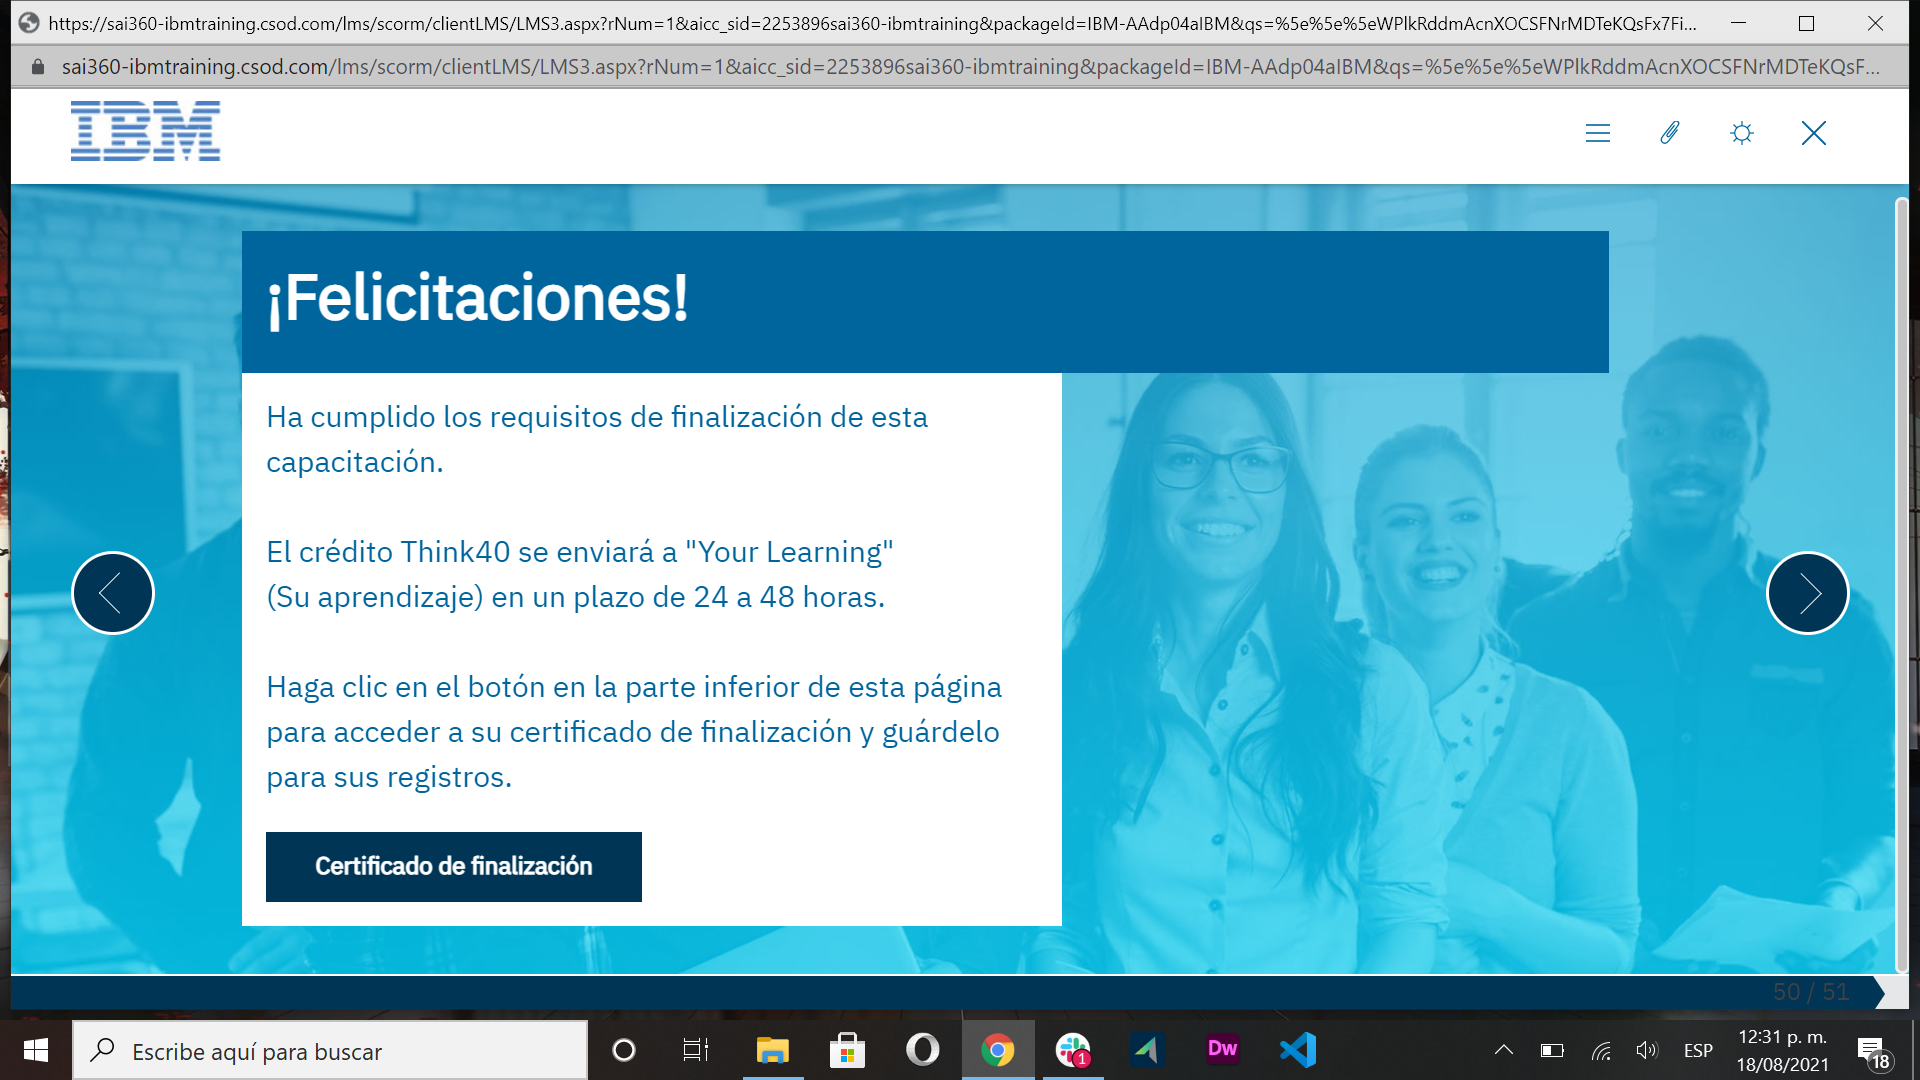 https://sai360-ibmtraining.csod.com/lms/scorm/clientLMS/LMS3.aspx?rNum=1&aicc_sid=2253896sai360-ibmtraining&packageId=IBM-AAdp04aIBM&qs=%5e%5e%5eWPlkRddmAcnXOCSFNrMDTeKQsFx7Fi...
sai360-ibmtraining.csod.com/lms/scorm/clientLMS/LMS3.aspx?rNum=1&aicc_sid=2253896sai360-ibmtraining&packageId=IBM-AAdp04aIBM&qs=%5e%5e%5eWPlkRddmAcnXOCSFNrMDTeKQsF...
IBM
¡Felicitaciones!
Ha cumplido los requisitos de finalización de esta
capacitación.
El crédito Think40 se enviará a "Your Learning"
(Su aprendizaje) en un plazo de 24 a 48 horas.
Haga clic en el botón en la parte inferior de esta página
para acceder a su certificado de finalización y guárdelo
para sus registros.
Certificado de finalización
50 / 51
Escribe aquí para buscar
1
Dw
ESP
12:31 p. m.
18/08/2021
18